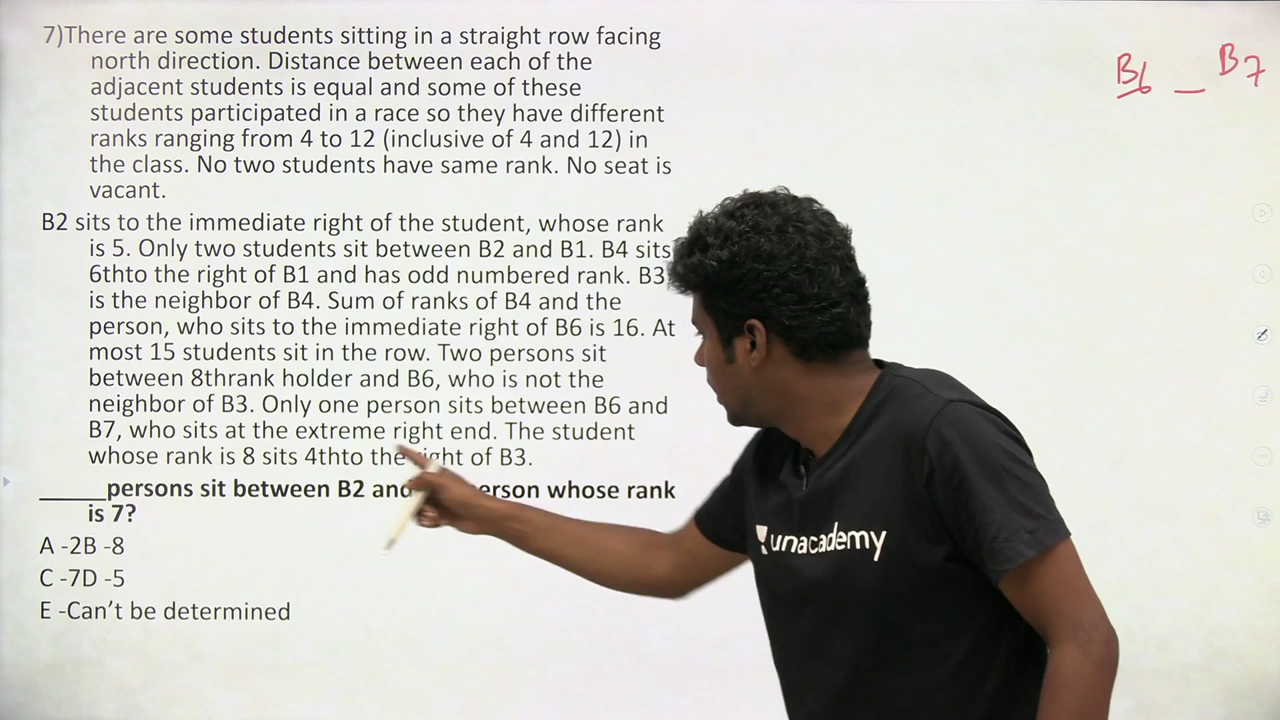 7)There are some students sitting in a straight row facing
north direction. Distance between each of the
adjacent students is equal and some of these
students participated in a race so they have different
ranks ranging from 4 to 12 (inclusive of 4 and 12) in
the class. No two students have same rank. No seat is
vacant.
B2 sits to the immediate right of the student, whose rank
is 5. Only two students sit between B2 and B1. B4 sits
6thto the right of B1 and has odd numbered rank. B3
is the neighbor of B4. Sum of ranks of B4 and the
person, who sits to the immediate right of B6 is 16. At
most 15 students sit in the row. Two persons sit
between 8thrank holder and B6, who is not the
neighbor of B3. Only one person sits between B6 and
B7, who sits at the extreme right end. The student
whose rank is 8 sits 4thto the right of B3.
______persons sit between B2 and erson whose rank
is 7?
A -2B -8
C -7D -5
E -Can't be determined
B6 _ B7
unacademy